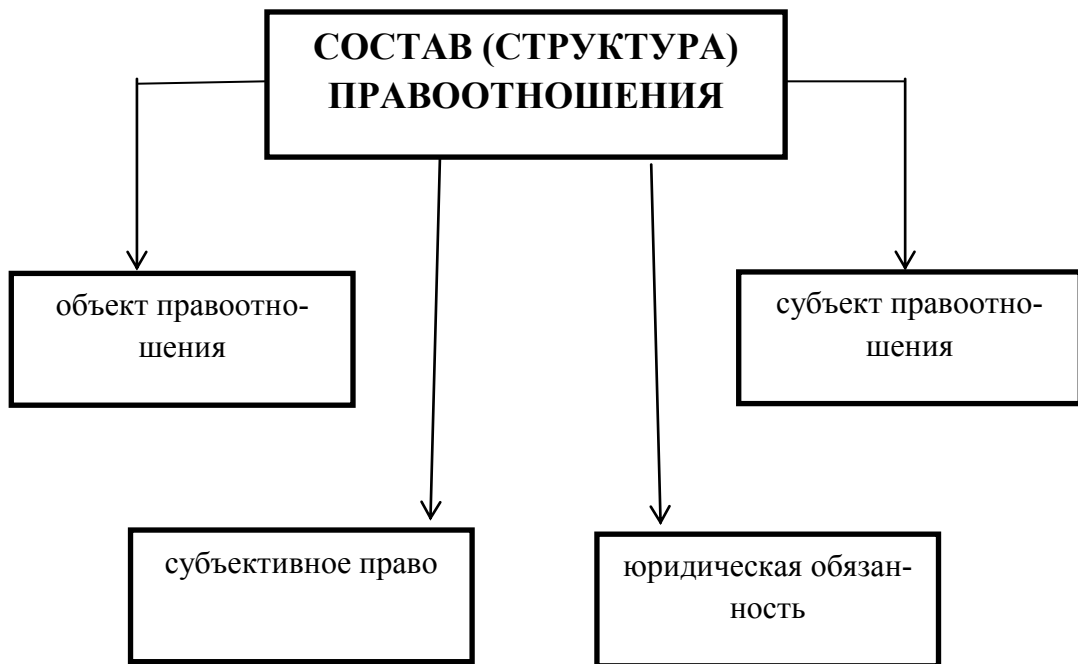 СОСТАВ (СТРУКТУРА)
ПРАВООТНОШЕНИЯ
объект правоотно-
шения
субъект правоотно-
шения
субъективное право
юридическая обязан-
ность